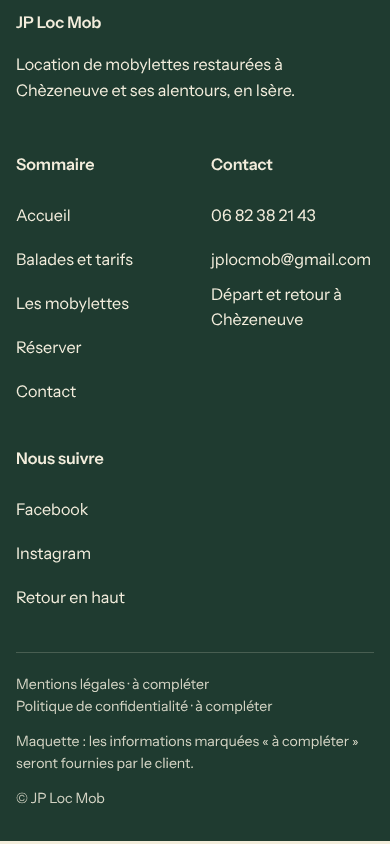 JP Loc Mob
Location de mobylettes restaurées à
Chèzeneuve et ses alentours, en Isère.
Sommaire
Accueil
Balades et tarifs
Les mobylettes
Réserver
Contact
Contact
06 82 38 21 43
jplocmob@gmail.com
Départ et retour à
Chèzeneuve
Nous suivre
Facebook
Instagram
Retour en haut
Mentions légales · à compléter
Politique de confidentialité · à compléter
Maquette : les informations marquées « à compléter »
seront fournies par le client.
© JP Loc Mob